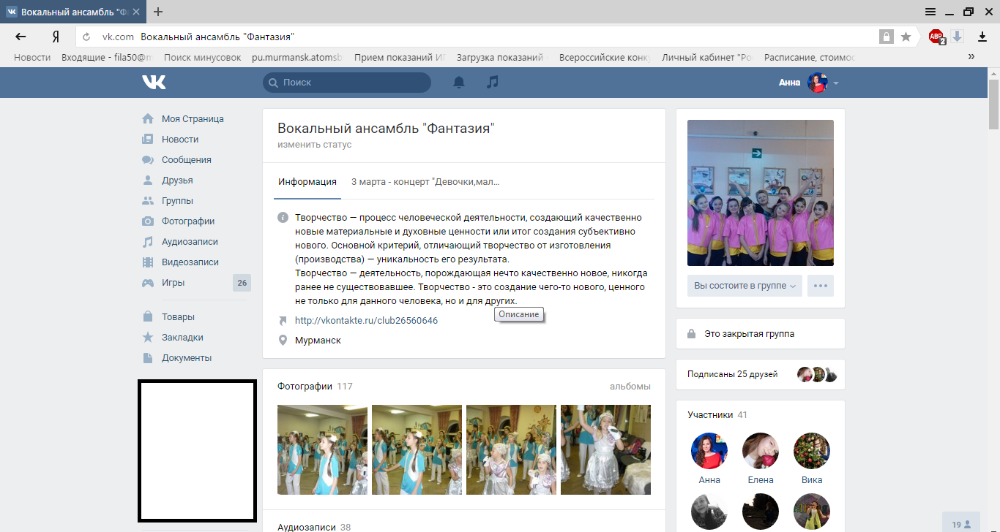 Вокальный ансамбль "Ф
vk.com Вокальный ансамбль "Фантазия"
ABP
2
Новости
Входящие - fila50@m
Поиск минусовок
pu.murmansk.atomsb
Прием показаний ИП
Загрузка показаний
Всероссийские конку
Личный кабинет "Ро
Расписание, стоимос
Поиск
Анна
Моя Страница
Новости
Сообщения
Друзья
Группы
Фотографии
Аудиозаписи
Видеозаписи
Игры 26
Товары
Закладки
Документы
Вокальный ансамбль "Фантазия"
изменить статус
Информация
3 марта - концерт "Девочки,мал...
Творчество — процесс человеческой деятельности, создающий качественно
новые материальные и духовные ценности или итог создания субъективно
нового. Основной критерий, отличающий творчество от изготовления
(производства) — уникальность его результата.
Творчество — деятельность, порождающая нечто качественно новое, никогда
ранее не существовавшее. Творчество - это создание чего-то нового, ценного
не только для данного человека, но и для других.
Описание
http://vkontakte.ru/club26560646
Мурманск
Фотографии 117
альбомы
Аудиозаписи 38
Вы состоите в группе
Это закрытая группа
Подписаны 25 друзей
Участники 41
Анна
Елена
Вика
19